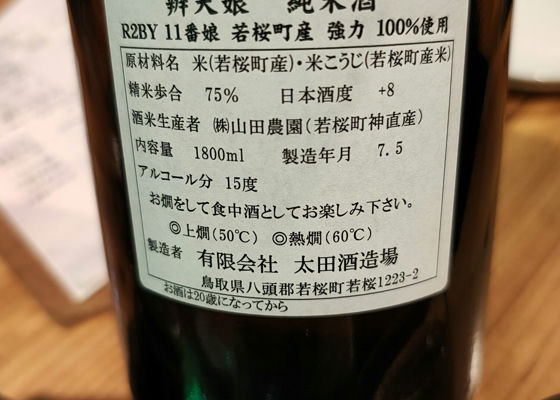 辨天娘 純米酒
R2BY 11番娘 若桜町産 強力 100%使用
原材料名 米(若桜町産)・米こうじ(若桜町産米)
精米歩合 75% 日本酒度 +8
酒米生産者 ㈱山田農園(若桜町神直産)
内容量 1800ml 製造年月 7.5
アルコール分 15度
お燗をして食中酒としてお楽しみ下さい。
◎上燗(50℃) ◎熱燗(60℃)
製造者 有限会社 太田酒造場
鳥取県八頭郡若桜町若桜1223-2
お酒は20歳になってから